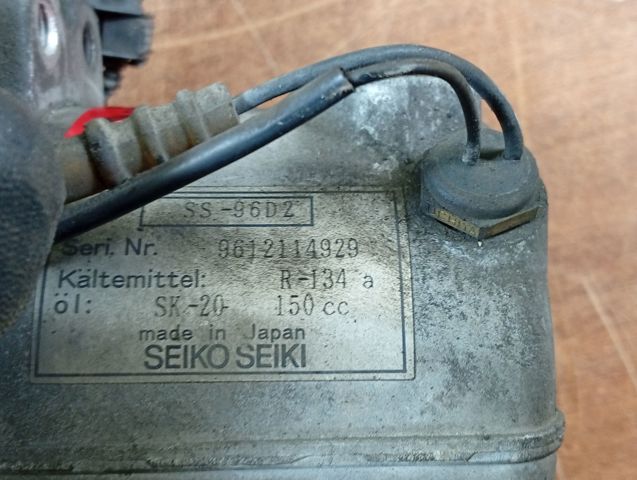 SS-96D2
Seri. Nr. 9612114929
Kältemittel: R-134 a
öl: SK-20- 150 cc
made in Japan
SEIKO SEIKI